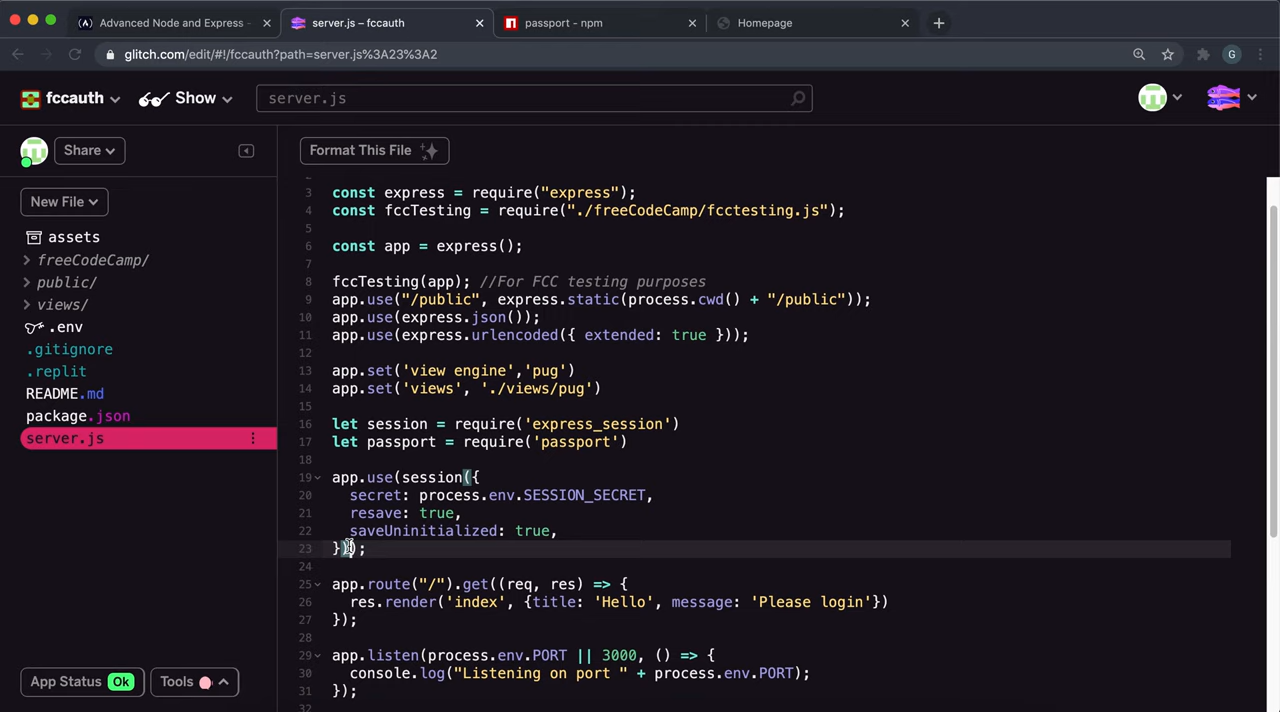 Advanced Node and Express -
server.js – fccauth
passport - npm
Homepage
glitch.com/edit/#!/fccauth?path=server.js%3A23%3A2
G
fccauth
Show
server.js
Share
Format This File
New File
assets
freeCodeCamp/
public/
views/
.env
.gitignore
.replit
README.md
package.json
server.js
App Status Ok
Tools
2
3 const express = require("express");
4 const fccTesting = require("./freeCodeCamp/fcctesting.js");
5
6 const app = express();
7
8 fccTesting(app); //For FCC testing purposes
9 app.use("/public", express.static(process.cwd() + "/public"));
10 app.use(express.json());
11 app.use(express.urlencoded({ extended: true }));
12
13 app.set('view engine','pug')
14 app.set('views', './views/pug')
15
16 let session = require('express_session')
17 let passport = require('passport')
18
19 app.use(session({
20 secret: process.env.SESSION_SECRET,
21 resave: true,
22 saveUninitialized: true,
23 }));
24
25 app.route("/").get((req, res) => {
26 res.render('index', {title: 'Hello', message: 'Please login'})
27 });
28
29 app.listen(process.env.PORT || 3000, () => {
30 console.log("Listening on port " + process.env.PORT);
31 });
32